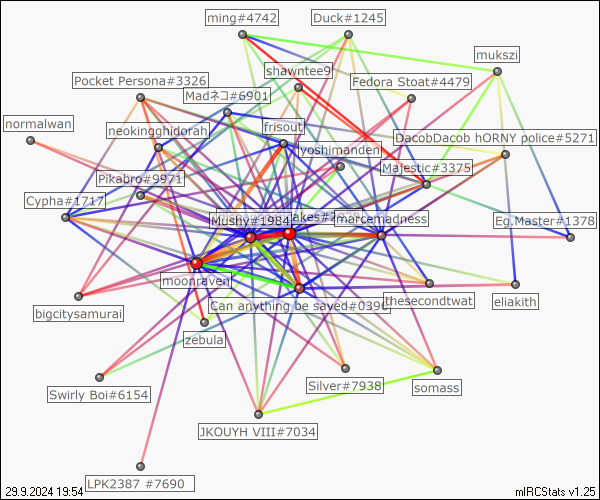 ming#4742
Duck#1245
mukszi
shawntee9
Pocket Persona#3326
Fedora Stoat#4479
Madネコ#6901
normalwan
neokingghidorah
frisout
DacobDacob hORNY police#5271
yoshimanden
Majestic#3375
Pikabro#9971
Cypha#1717
Mushy#1984
marcemadness
Eg.Master#1378
moonraven
Can anything be saved#0390
thesecondtwat
eliakith
bigcitysamurai
zebula
Swirly Boi#6154
Silver#7938
somass
JKOUYH VIII#7034
LPK2387 #7690
29.9.2024 19:54
mIRCStats v1.25